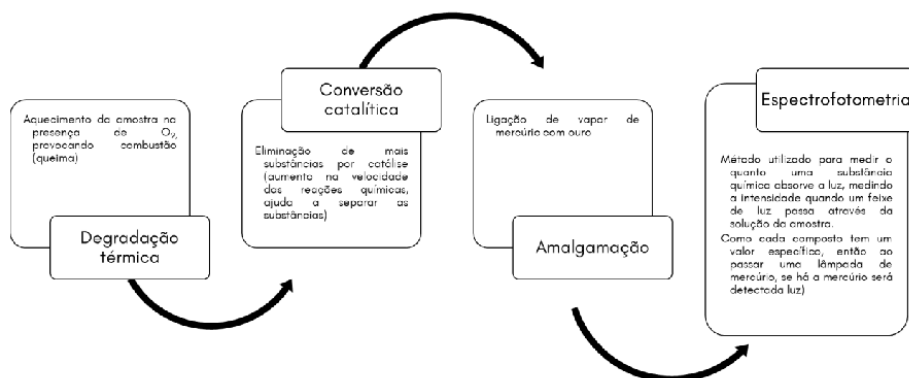 Aquecimento da amostra na
presença de O₂,
provocando combustão
(queima)
Degradação
térmica
Conversão
catalítica
Eliminação de mais
substâncias por catálise
(aumento na velocidade
das reações químicas,
ajuda a separar as
substâncias)
Ligação de vapor de
mercúrio com ouro
Amalgamação
Espectrofotometria
Método utilizado para medir o
quanto uma substância
química absorve a luz, medindo
a intensidade quando um feixe
de luz passa através da
solução da amostra.
Como cada composto tem um
valor específico, então ao
passar uma lâmpada de
mercúrio, se há a mercúrio será
detectada luz)